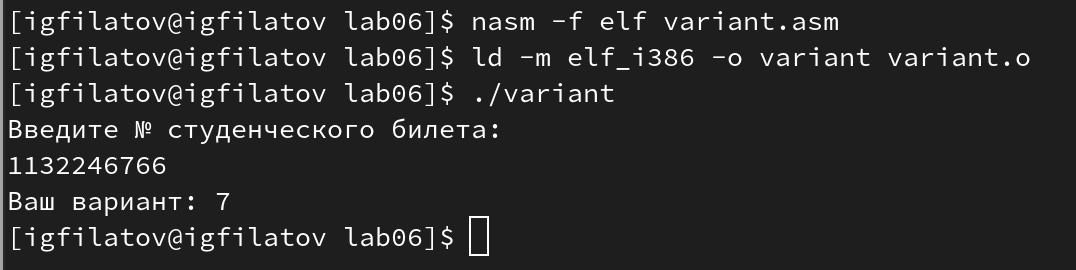 [igfilatov@igfilatov lab06]$ nasm -f elf variant.asm
[igfilatov@igfilatov lab06]$ ld -m elf_i386 -o variant variant.o
[igfilatov@igfilatov lab06]$ ./variant
Введите № студенческого билета:
1132246766
Ваш вариант: 7
[igfilatov@igfilatov lab06]$